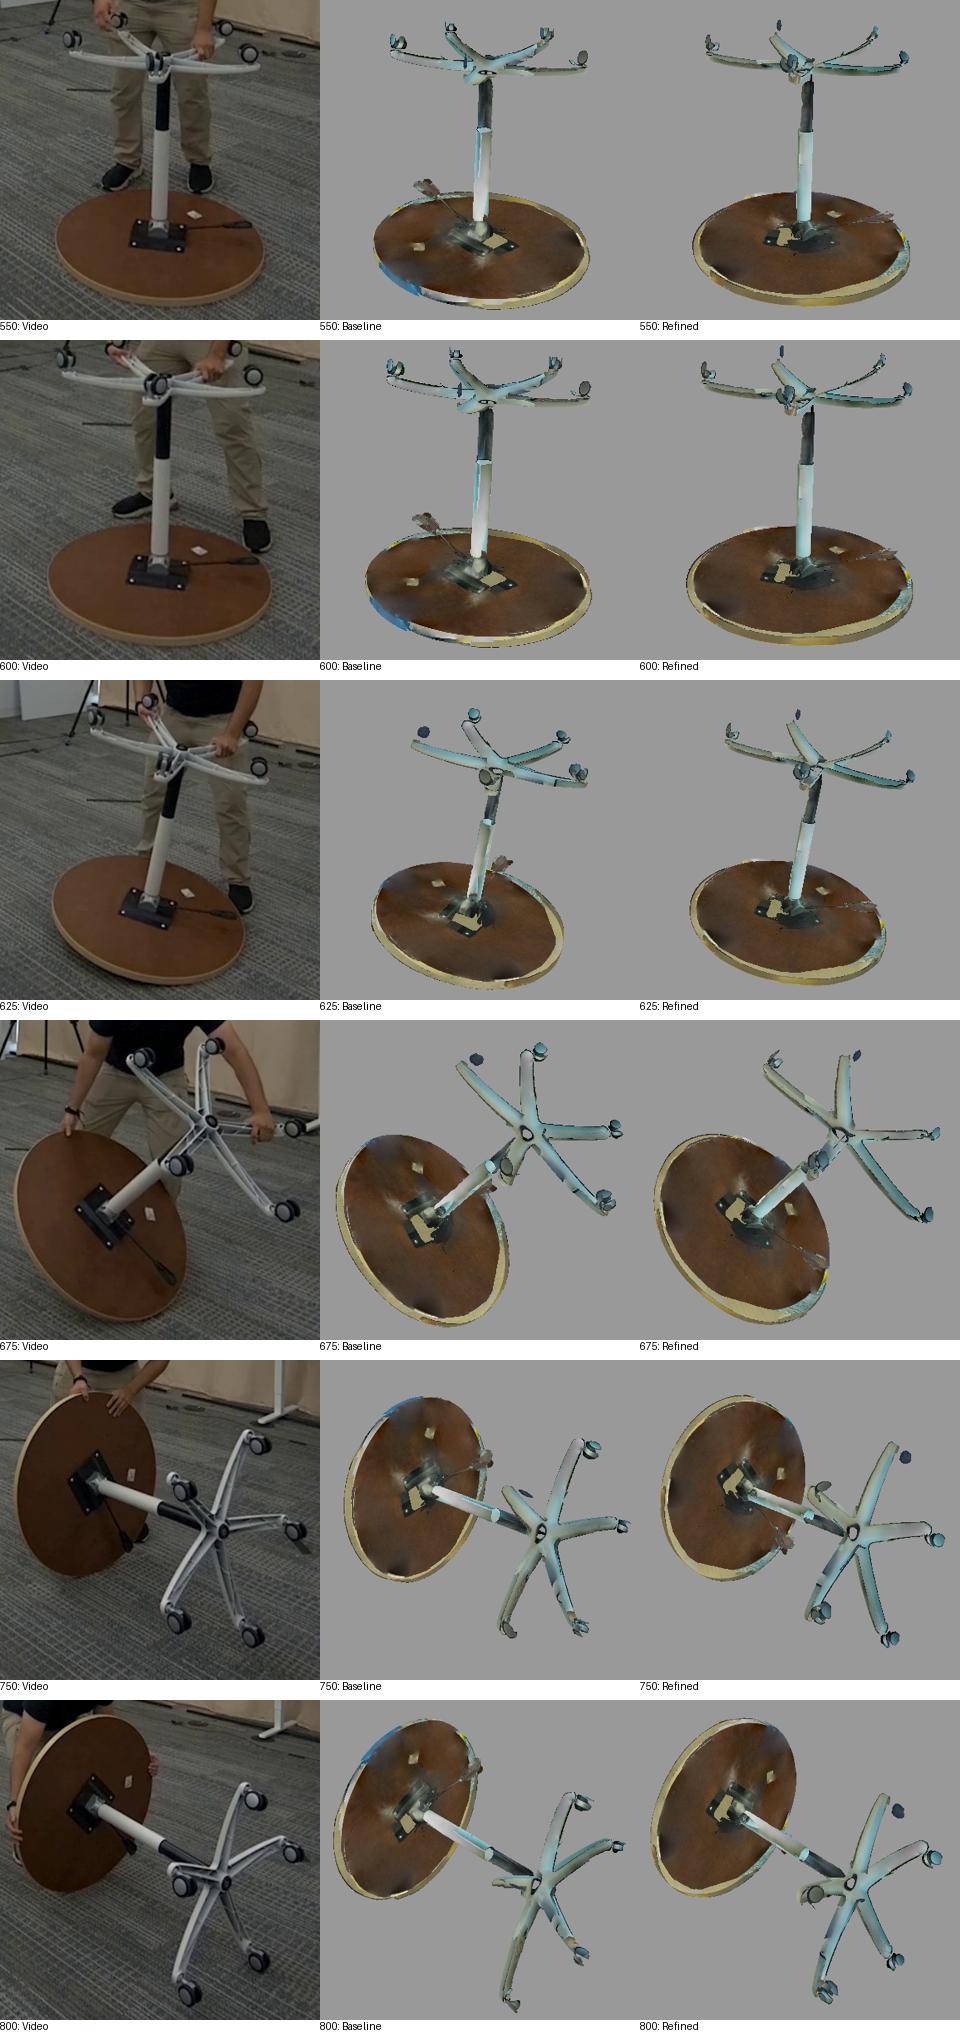 550: Video 550: Baseline 550: Refined
600: Video 600: Baseline 600: Refined
625: Video 625: Baseline 625: Refined
675: Video 675: Baseline 675: Refined
750: Video 750: Baseline 750: Refined
800: Video 800: Baseline 800: Refined